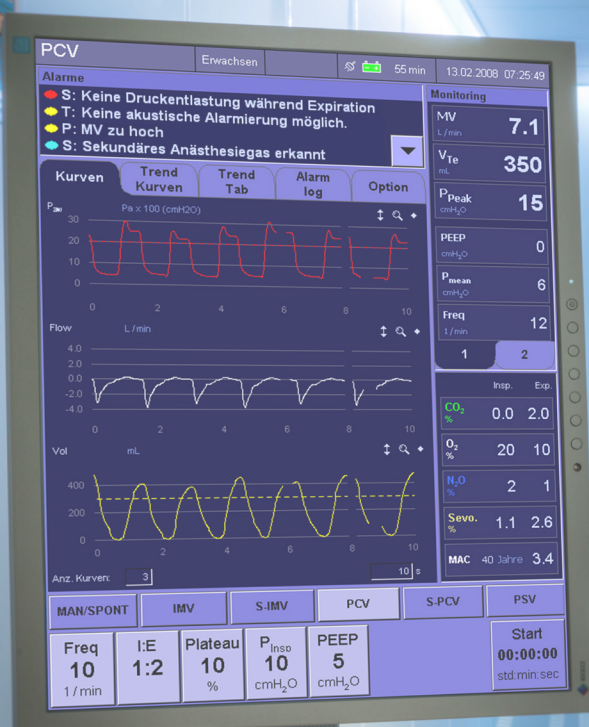 PCV Erwachsen 55 min 13.02.2008 07:25:49
Alarme
S: Keine Druckentlastung während Expiration
T: Keine akustische Alarmierung möglich.
P: MV zu hoch
S: Sekundäres Anästhesiegas erkannt
Kurven
Trend Kurven
Trend Tab
Alarm log
Option
Paw Pa x 100 (cmH2O)
30
20
10
0
0 2 4 6 8 10
Flow L/min
4.0
2.0
0.0
-2.0
-4.0
0 2 4 6 8 10
Vol mL
400
200
0
0 2 4 6 8 10
Anz. Kurven: 3 10 s
Monitoring
MV L/min 7.1
VTe mL 350
PPeak cmH2O 15
PEEP cmH2O 0
Pmean cmH2O 6
Freq 1/min 12
1 2
Insp. Exp.
CO2 % 0.0 2.0
O2 % 20 10
N2O % 2 1
Sevo. % 1.1 2.6
MAC 40 Jahre 3.4
MAN/SPONT IMV S-IMV PCV S-PCV PSV
Freq 10 1/min
I:E 1:2
Plateau 10 %
PInsp 10 cmH2O
PEEP 5 cmH2O
Start 00:00:00 std:min:sec